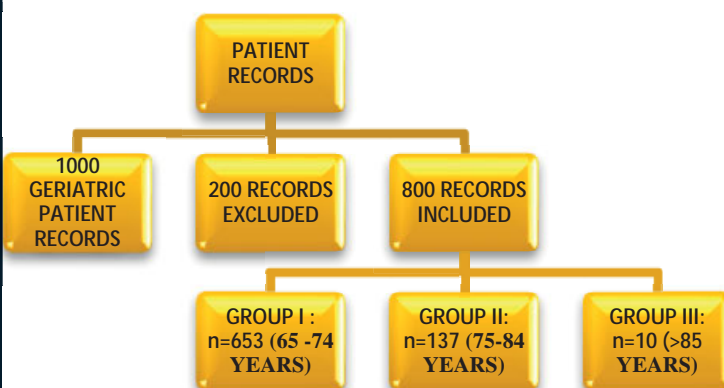 PATIENT
RECORDS
1000
GERIATRIC
PATIENT
RECORDS
200 RECORDS
EXCLUDED
800 RECORDS
INCLUDED
GROUP I :
n=653 (65 -74
YEARS)
GROUP II:
n=137 (75-84
YEARS)
GROUP III:
n=10 (>85
YEARS)